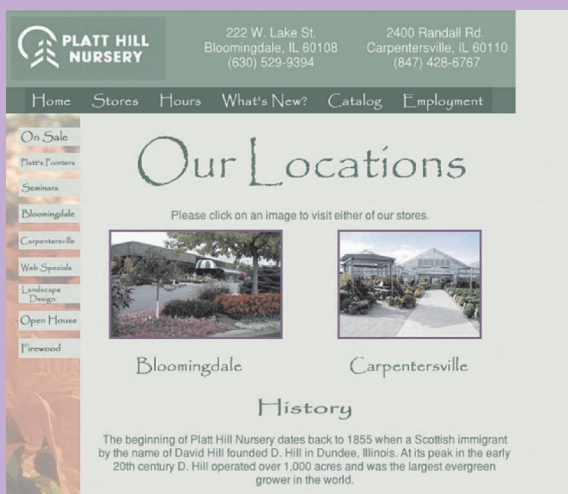 PLATT HILL
NURSERY
222 W. Lake St.
Bloomingdale, IL 60108
(630) 529-9394
2400 Randall Rd.
Carpentersville, IL 60110
(847) 428-6767
Home Stores Hours What's New? Catalog Employment
On Sale
Platt's Pointers
Seminars
Bloomingdale
Carpentersville
Web Specials
Landscape
Design
Open House
Firewood
Our Locations
Please click on an image to visit either of our stores.
Bloomingdale
Carpentersville
History
The beginning of Platt Hill Nursery dates back to 1855 when a Scottish immigrant
by the name of David Hill founded D. Hill in Dundee, Illinois. At its peak in the early
20th century D. Hill operated over 1,000 acres and was the largest evergreen
grower in the world.